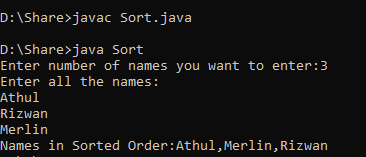 D:\Share>javac Sort.java
D:\Share>java Sort
Enter number of names you want to enter:3
Enter all the names:
Athul
Rizwan
Merlin
Names in Sorted Order:Athul,Merlin,Rizwan